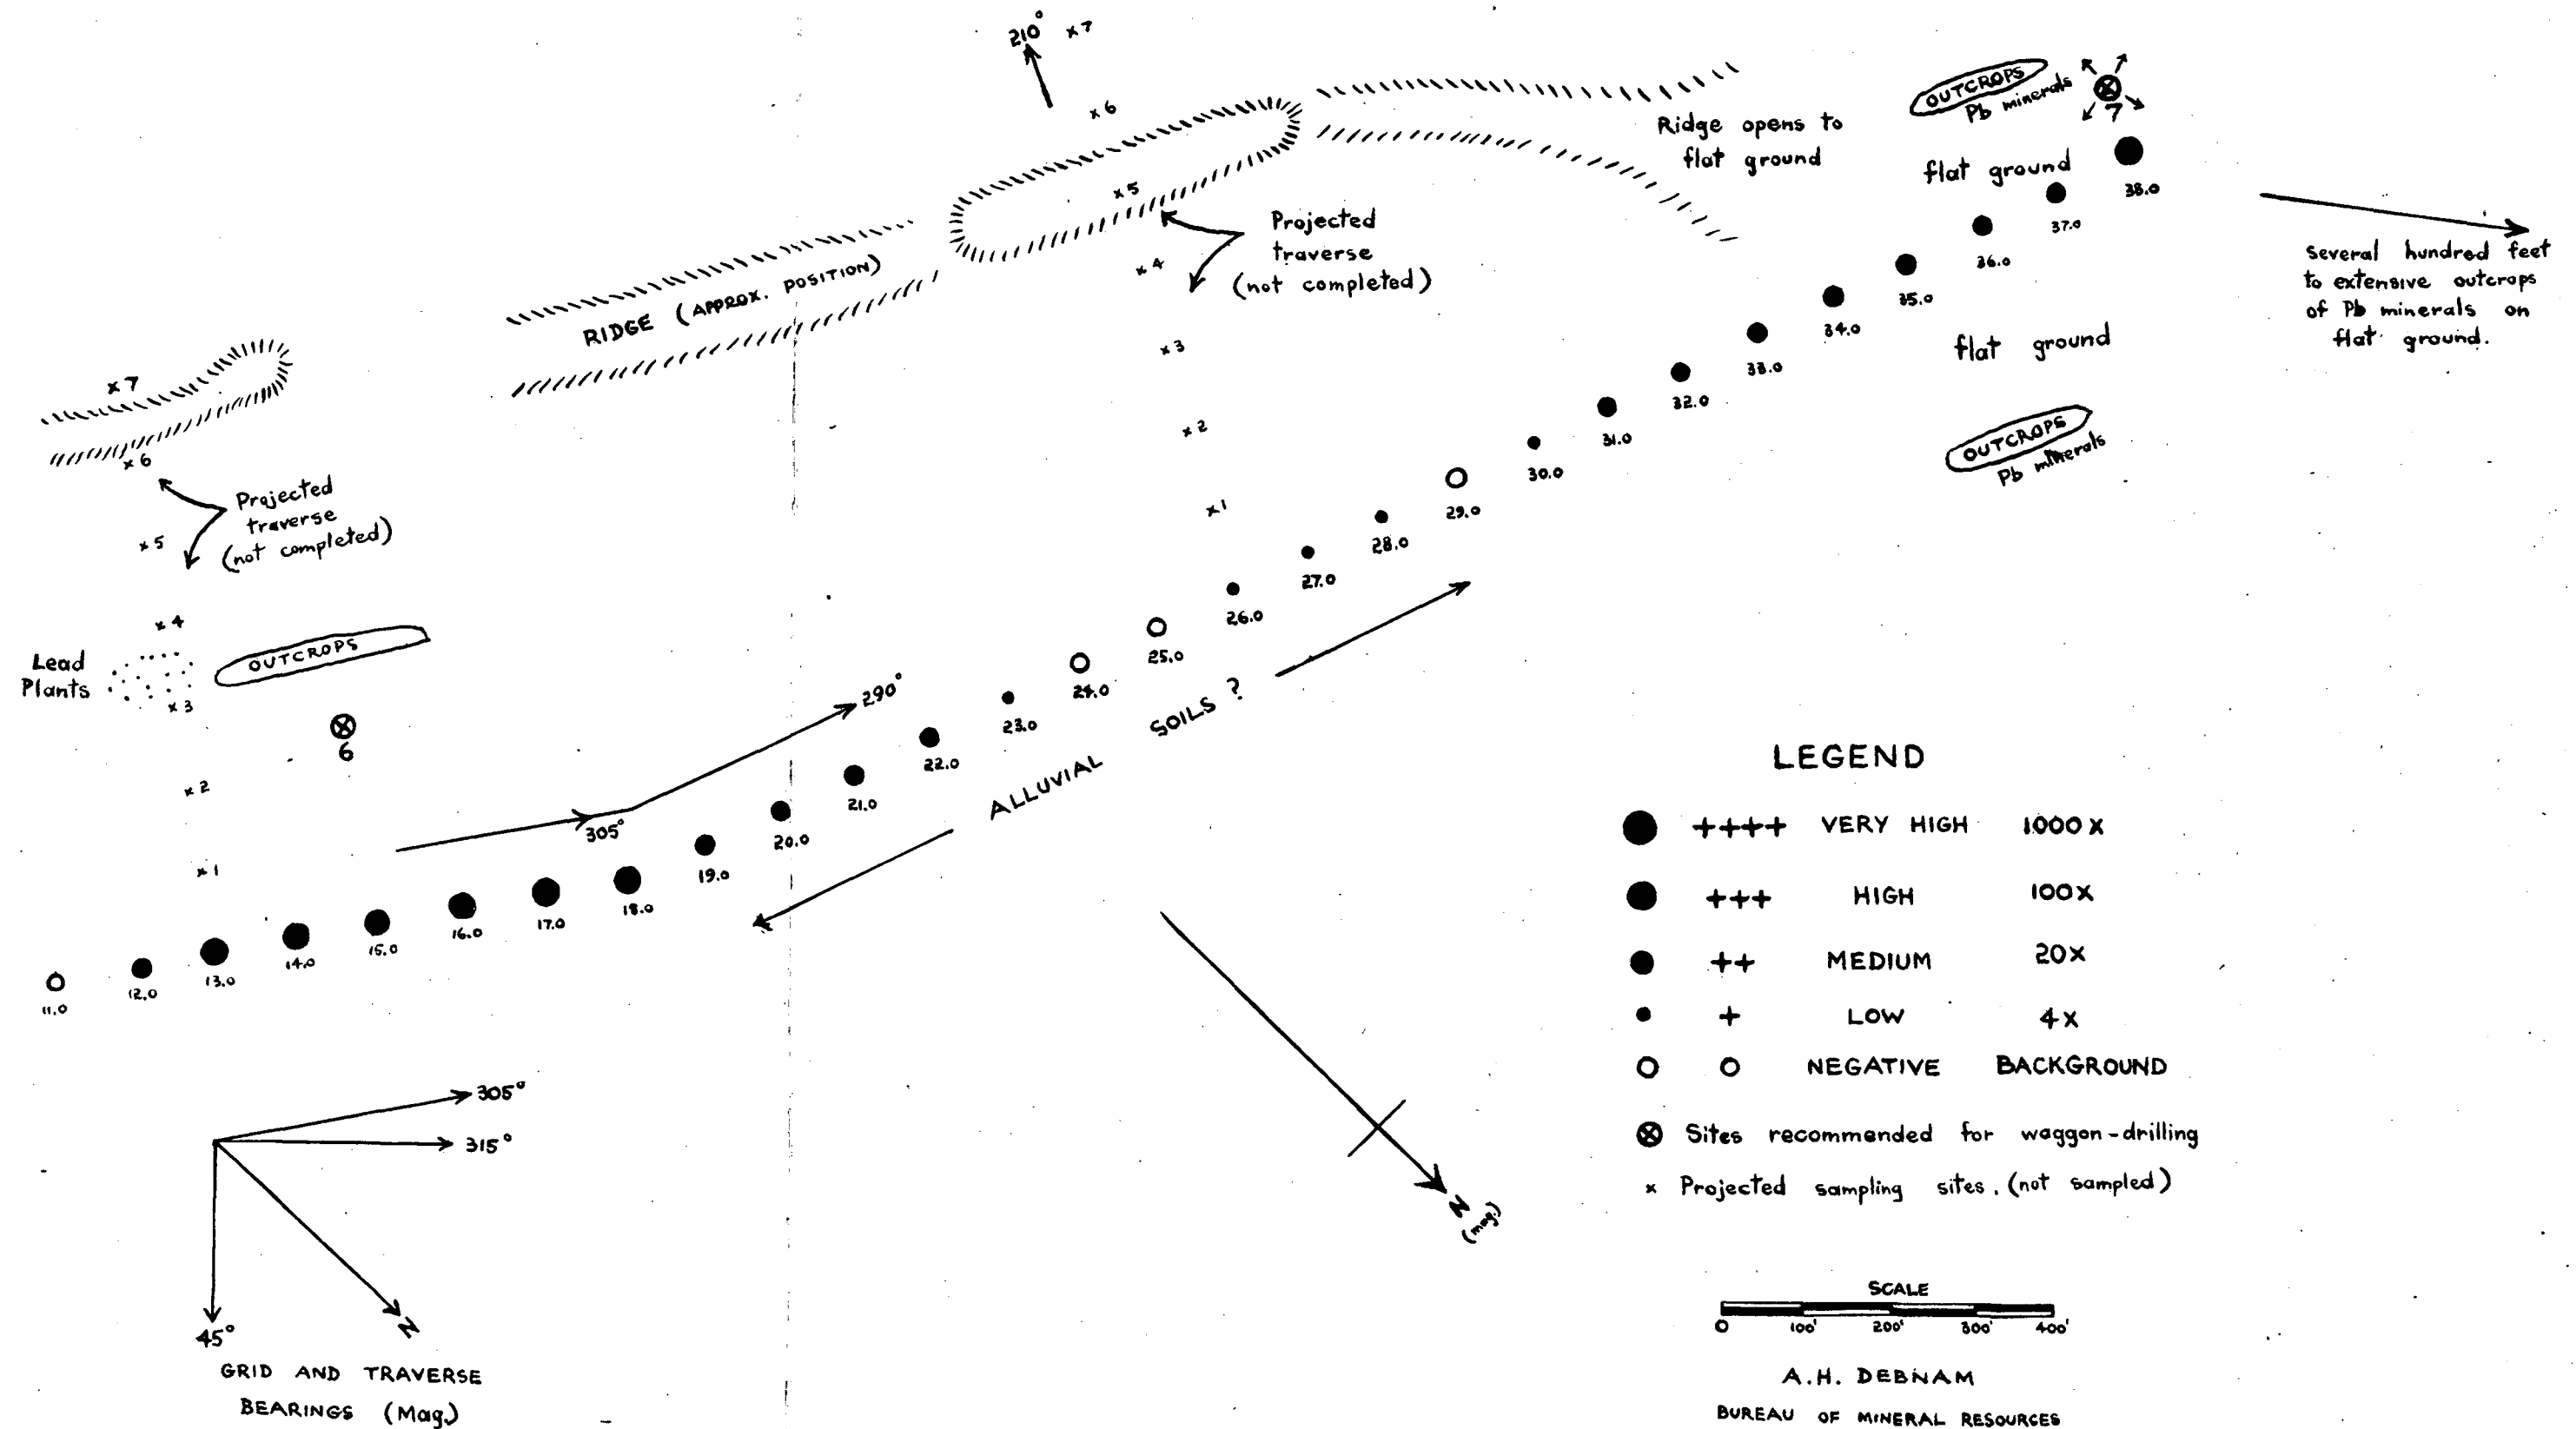 210°
x 7
x 6
x 5
x 4
x 3
x 2
x 1
Projected
traverse
(not completed)
RIDGE (APPROX. POSITION)
Ridge opens to
flat ground
OUTCROPS
Pb minerals
7
flat ground
flat ground
OUTCROPS
Pb minerals
Several hundred feet
to extensive outcrops
of Pb minerals on
flat ground.
x 7
x 6
x 5
x 4
x 3
x 2
x 1
Projected
traverse
(not completed)
Lead
Plants
OUTCROPS
6
305°
290°
ALLUVIAL SOILS ?
11.0
12.0
13.0
14.0
15.0
16.0
17.0
18.0
19.0
20.0
21.0
22.0
23.0
24.0
25.0
26.0
27.0
28.0
29.0
30.0
31.0
32.0
33.0
34.0
35.0
36.0
37.0
38.0
305°
315°
N
45°
GRID AND TRAVERSE
BEARINGS (Mag.)
N (mag.)
LEGEND
++++ VERY HIGH 1000X
+++ HIGH 100X
++ MEDIUM 20X
+ LOW 4X
O NEGATIVE BACKGROUND
Sites recommended for waggon-drilling
x Projected sampling sites. (not sampled)
SCALE
0 100' 200' 300' 400'
A.H. DEBNAM
BUREAU OF MINERAL RESOURCES